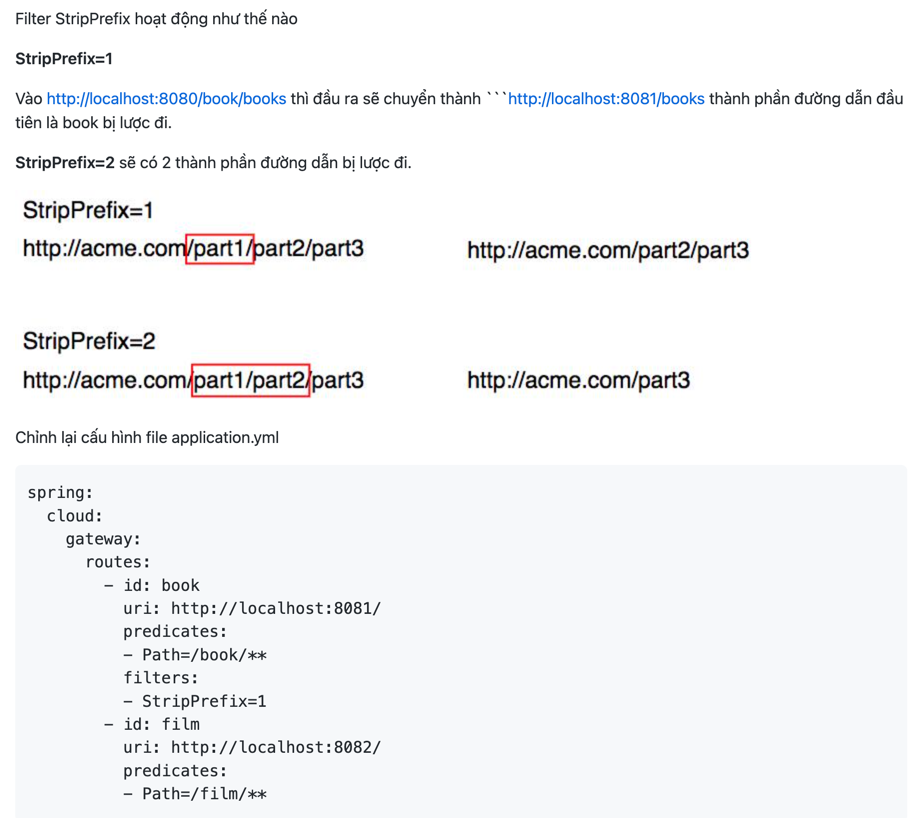 Filter StripPrefix hoạt động như thế nào
StripPrefix=1
Vào http://localhost:8080/book/books thì đầu ra sẽ chuyển thành ```http://localhost:8081/books thành phần đường dẫn đầu
tiên là book bị lược đi.
StripPrefix=2 sẽ có 2 thành phần đường dẫn bị lược đi.
StripPrefix=1
http://acme.com/part1/part2/part3 http://acme.com/part2/part3
StripPrefix=2
http://acme.com/part1/part2/part3 http://acme.com/part3
Chỉnh lại cấu hình file application.yml
spring:
  cloud:
    gateway:
      routes:
        - id: book
          uri: http://localhost:8081/
          predicates:
          - Path=/book/**
          filters:
          - StripPrefix=1
        - id: film
          uri: http://localhost:8082/
          predicates:
          - Path=/film/**